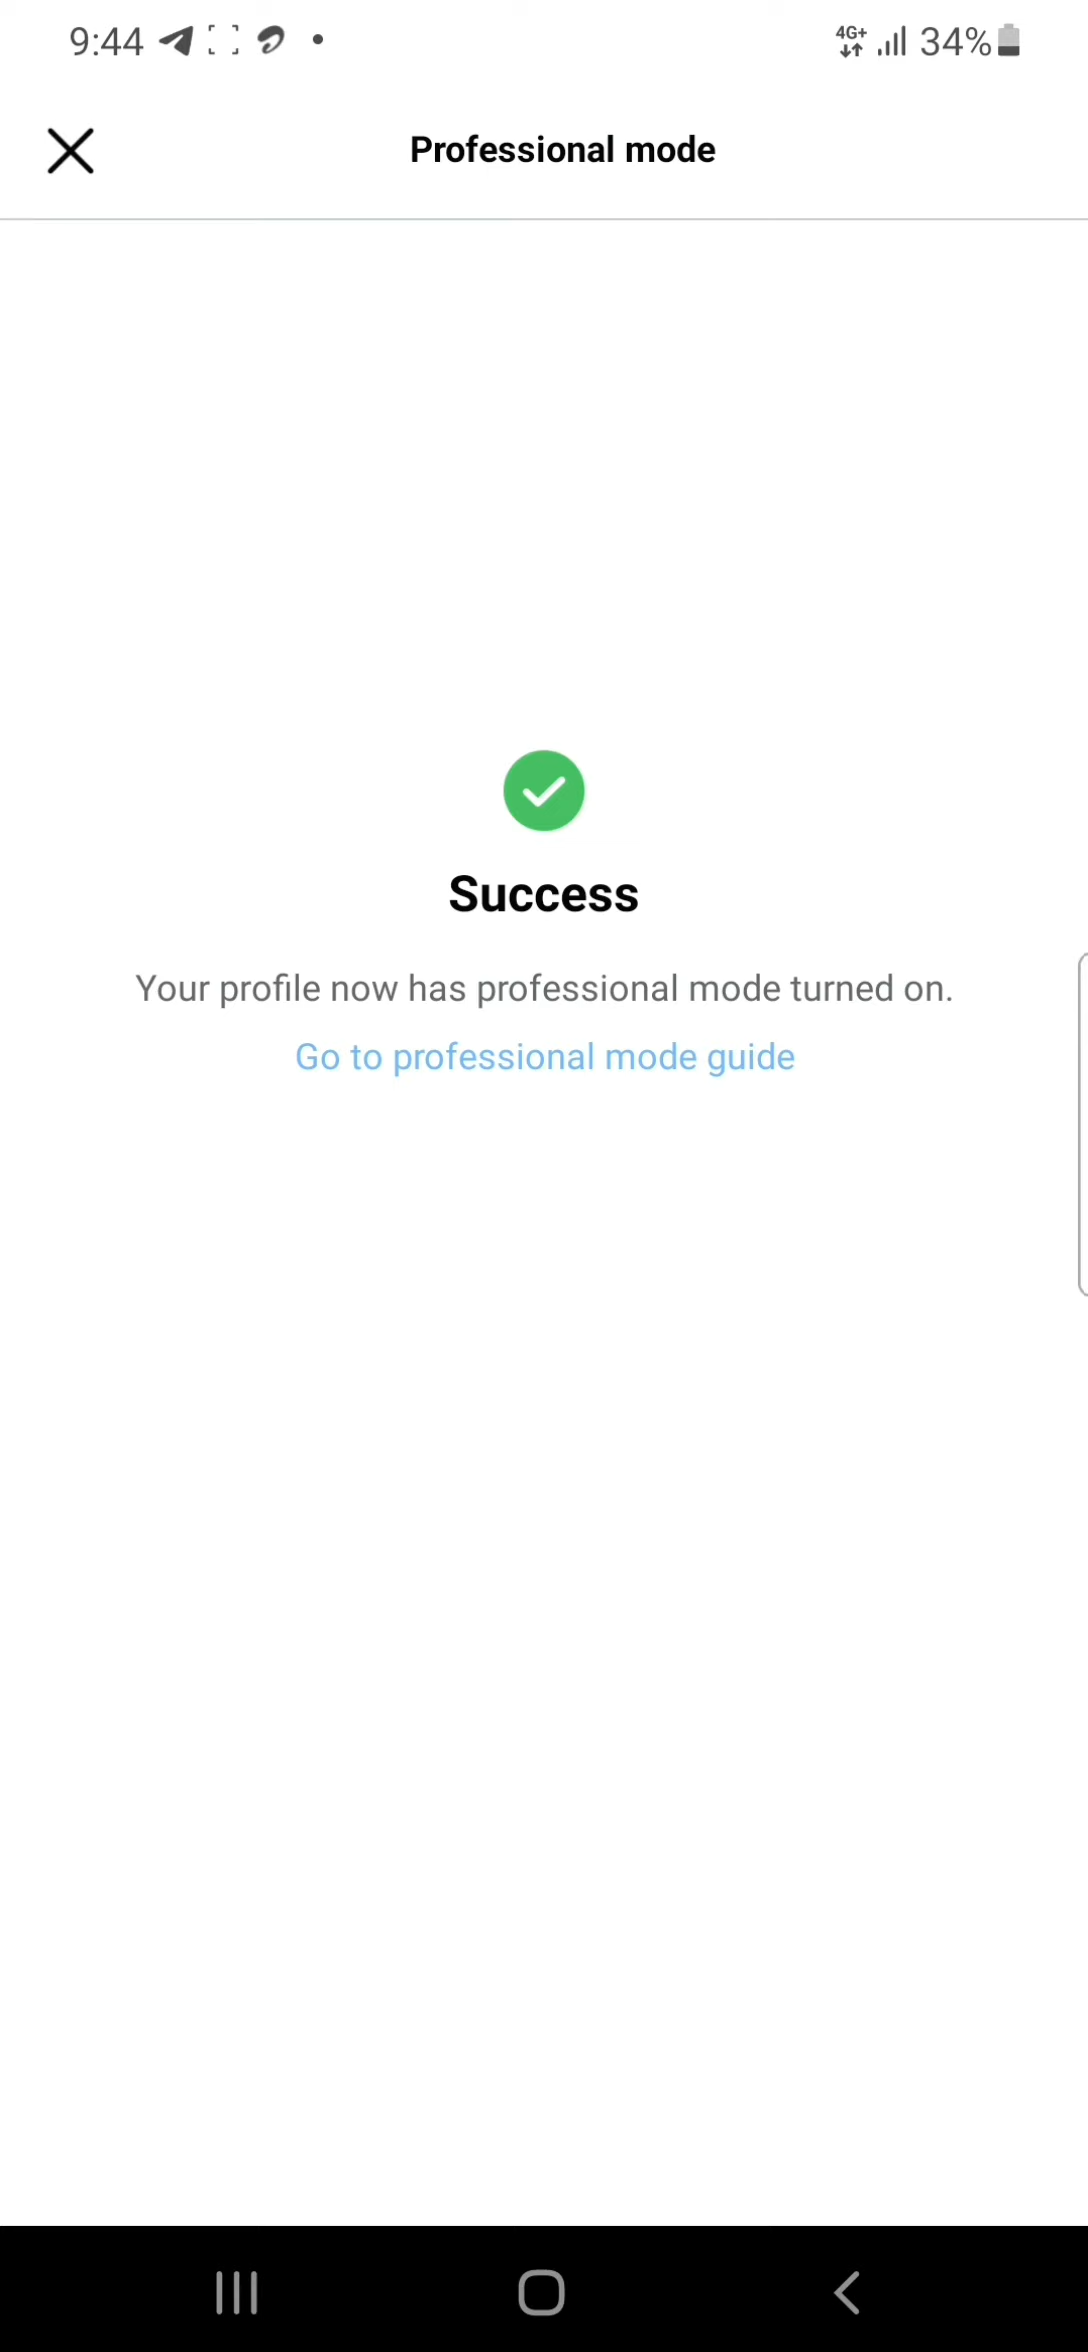 9:44
4G+
34%
Professional mode
Success
Your profile now has professional mode turned on.
Go to professional mode guide